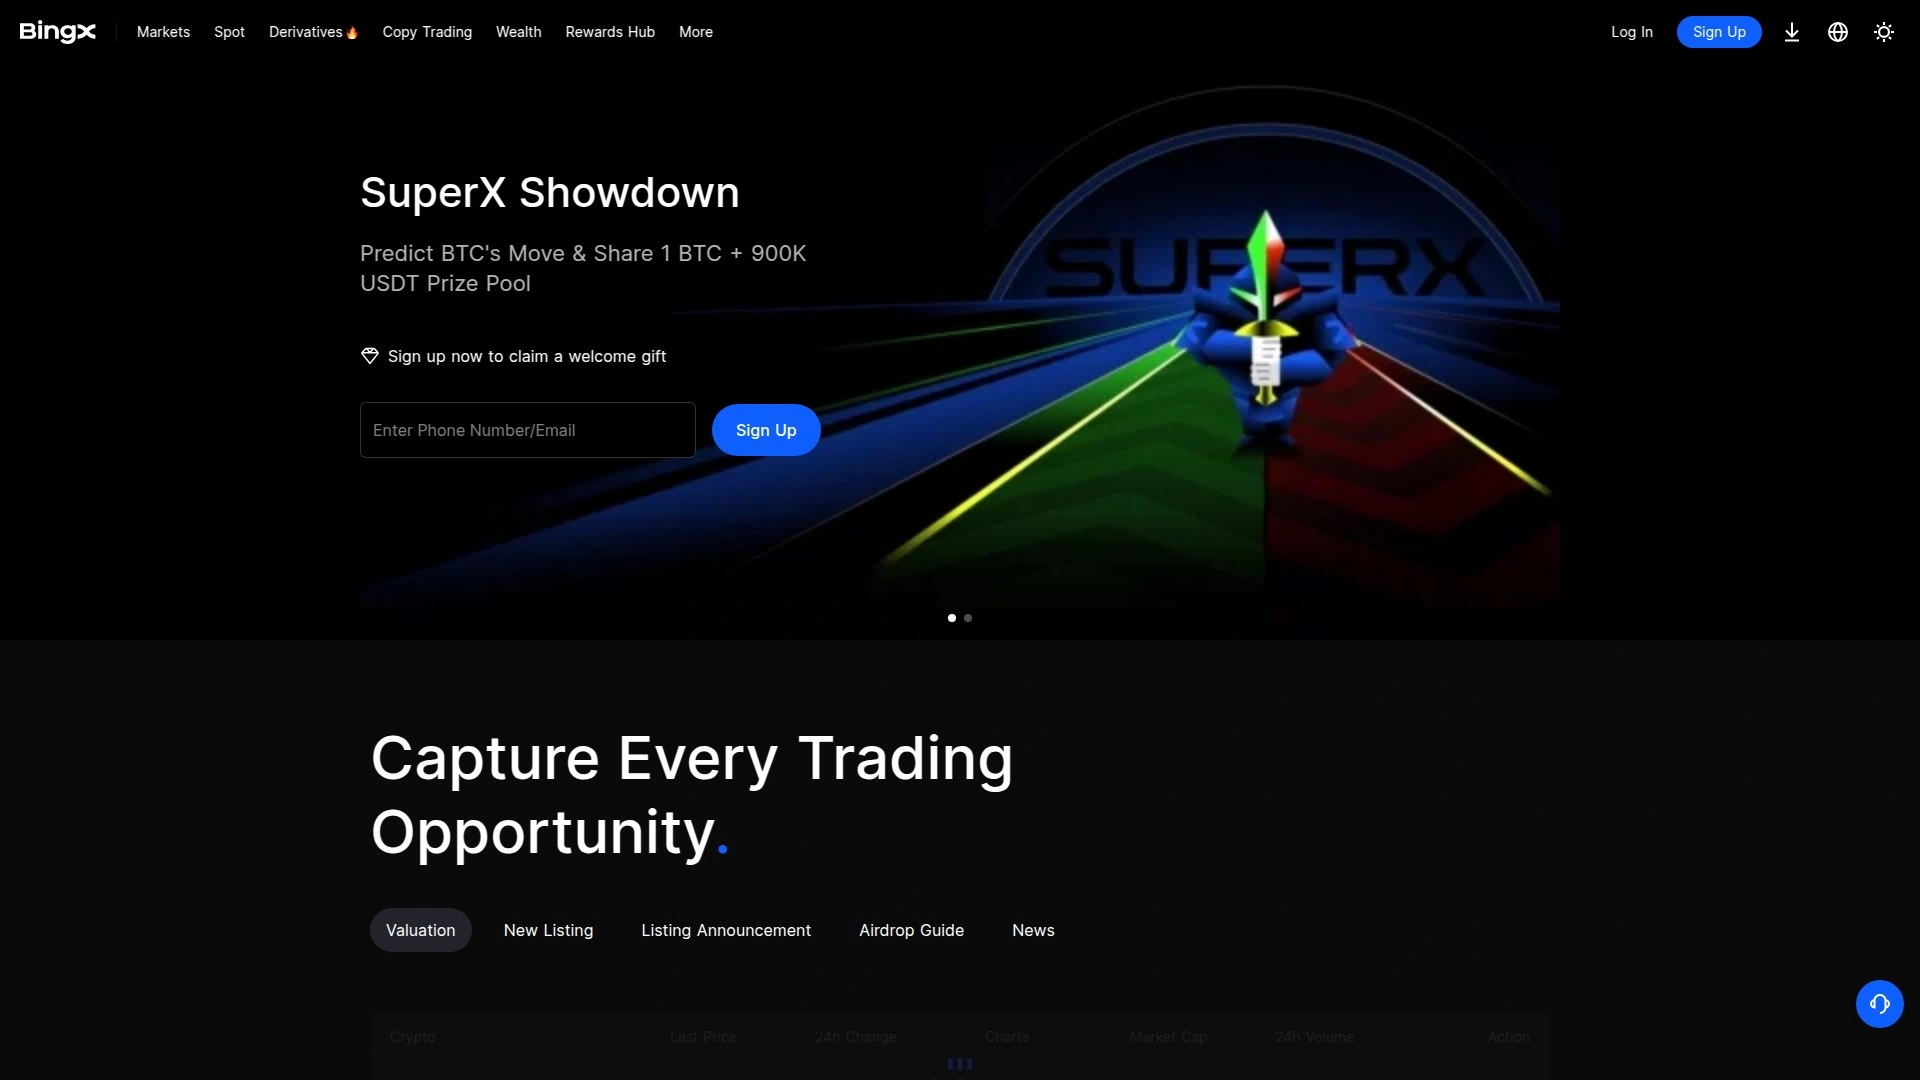 BingX
Markets
Spot
Derivatives🔥
Copy Trading
Wealth
Rewards Hub
More
Log In
Sign Up
SuperX Showdown
Predict BTC's Move & Share 1 BTC + 900K
USDT Prize Pool
Sign up now to claim a welcome gift
Enter Phone Number/Email
Sign Up
SUPERX
Capture Every Trading
Opportunity.
Valuation
New Listing
Listing Announcement
Airdrop Guide
News
Crypto
Last Price
24h Change
Charts
Market Cap
24h Volume
Action